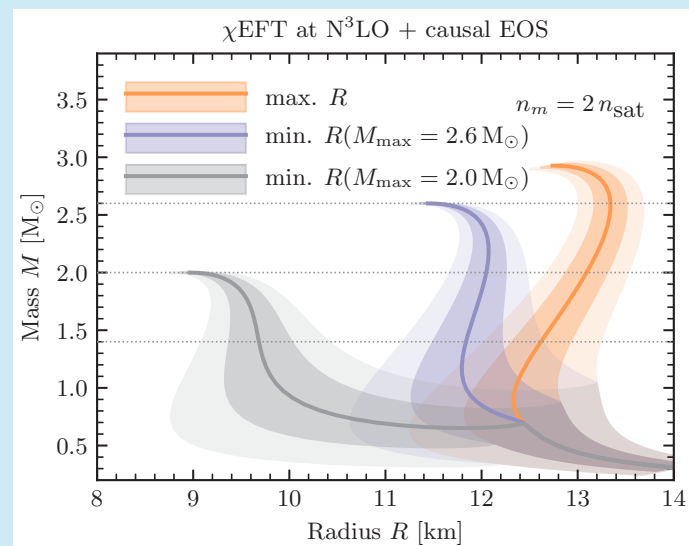 χEFT at N³LO + causal EOS
max. R
min. R(M_max = 2.6 M_⊙)
min. R(M_max = 2.0 M_⊙)
n_m = 2 n_sat
Mass M [M_⊙]
3.5
3.0
2.5
2.0
1.5
1.0
0.5
8 9 10 11 12 13 14
Radius R [km]